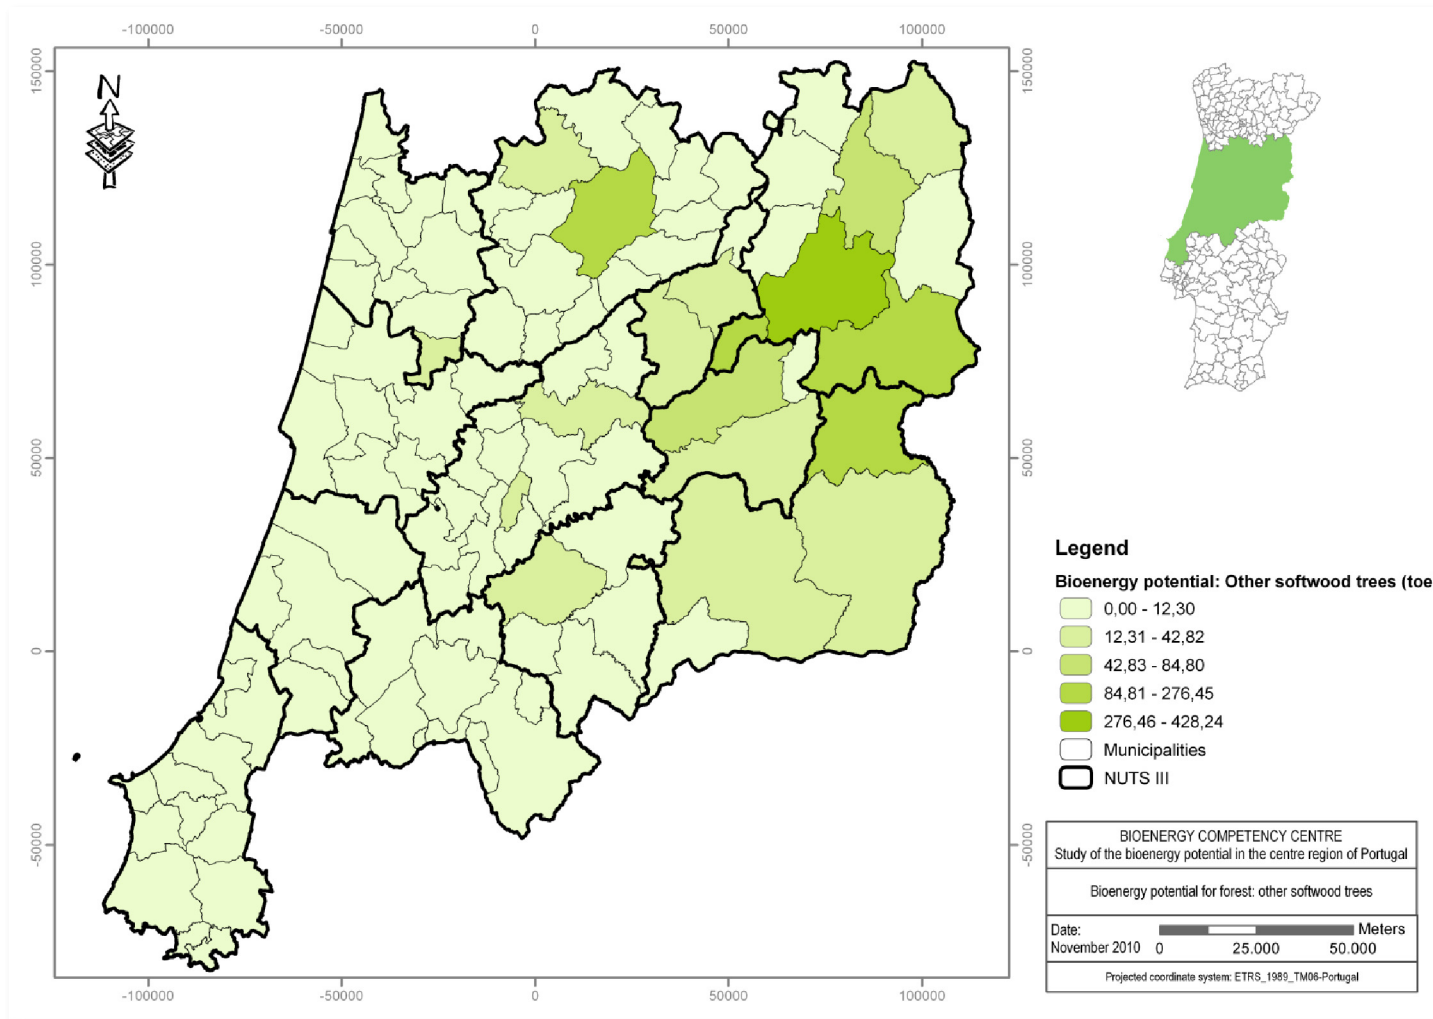 -100000 -50000 0 50000 100000
150000 150000
N
100000 100000
50000 50000
0 0
-50000 -50000
-100000 -50000 0 50000 100000
Legend
Bioenergy potential: Other softwood trees (toe
0,00 - 12,30
12,31 - 42,82
42,83 - 84,80
84,81 - 276,45
276,46 - 428,24
Municipalities
NUTS III
BIOENERGY COMPETENCY CENTRE
Study of the bioenergy potential in the centre region of Portugal
Bioenergy potential for forest: other softwood trees
Date:
November 2010
Meters
0 25.000 50.000
Projected coordinate system: ETRS_1989_TM06-Portugal